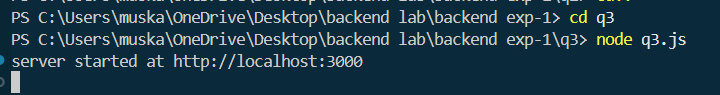 PS C:\Users\muska\OneDrive\Desktop\backend lab\backend exp-1> cd q3
PS C:\Users\muska\OneDrive\Desktop\backend lab\backend exp-1\q3> node q3.js
server started at http://localhost:3000